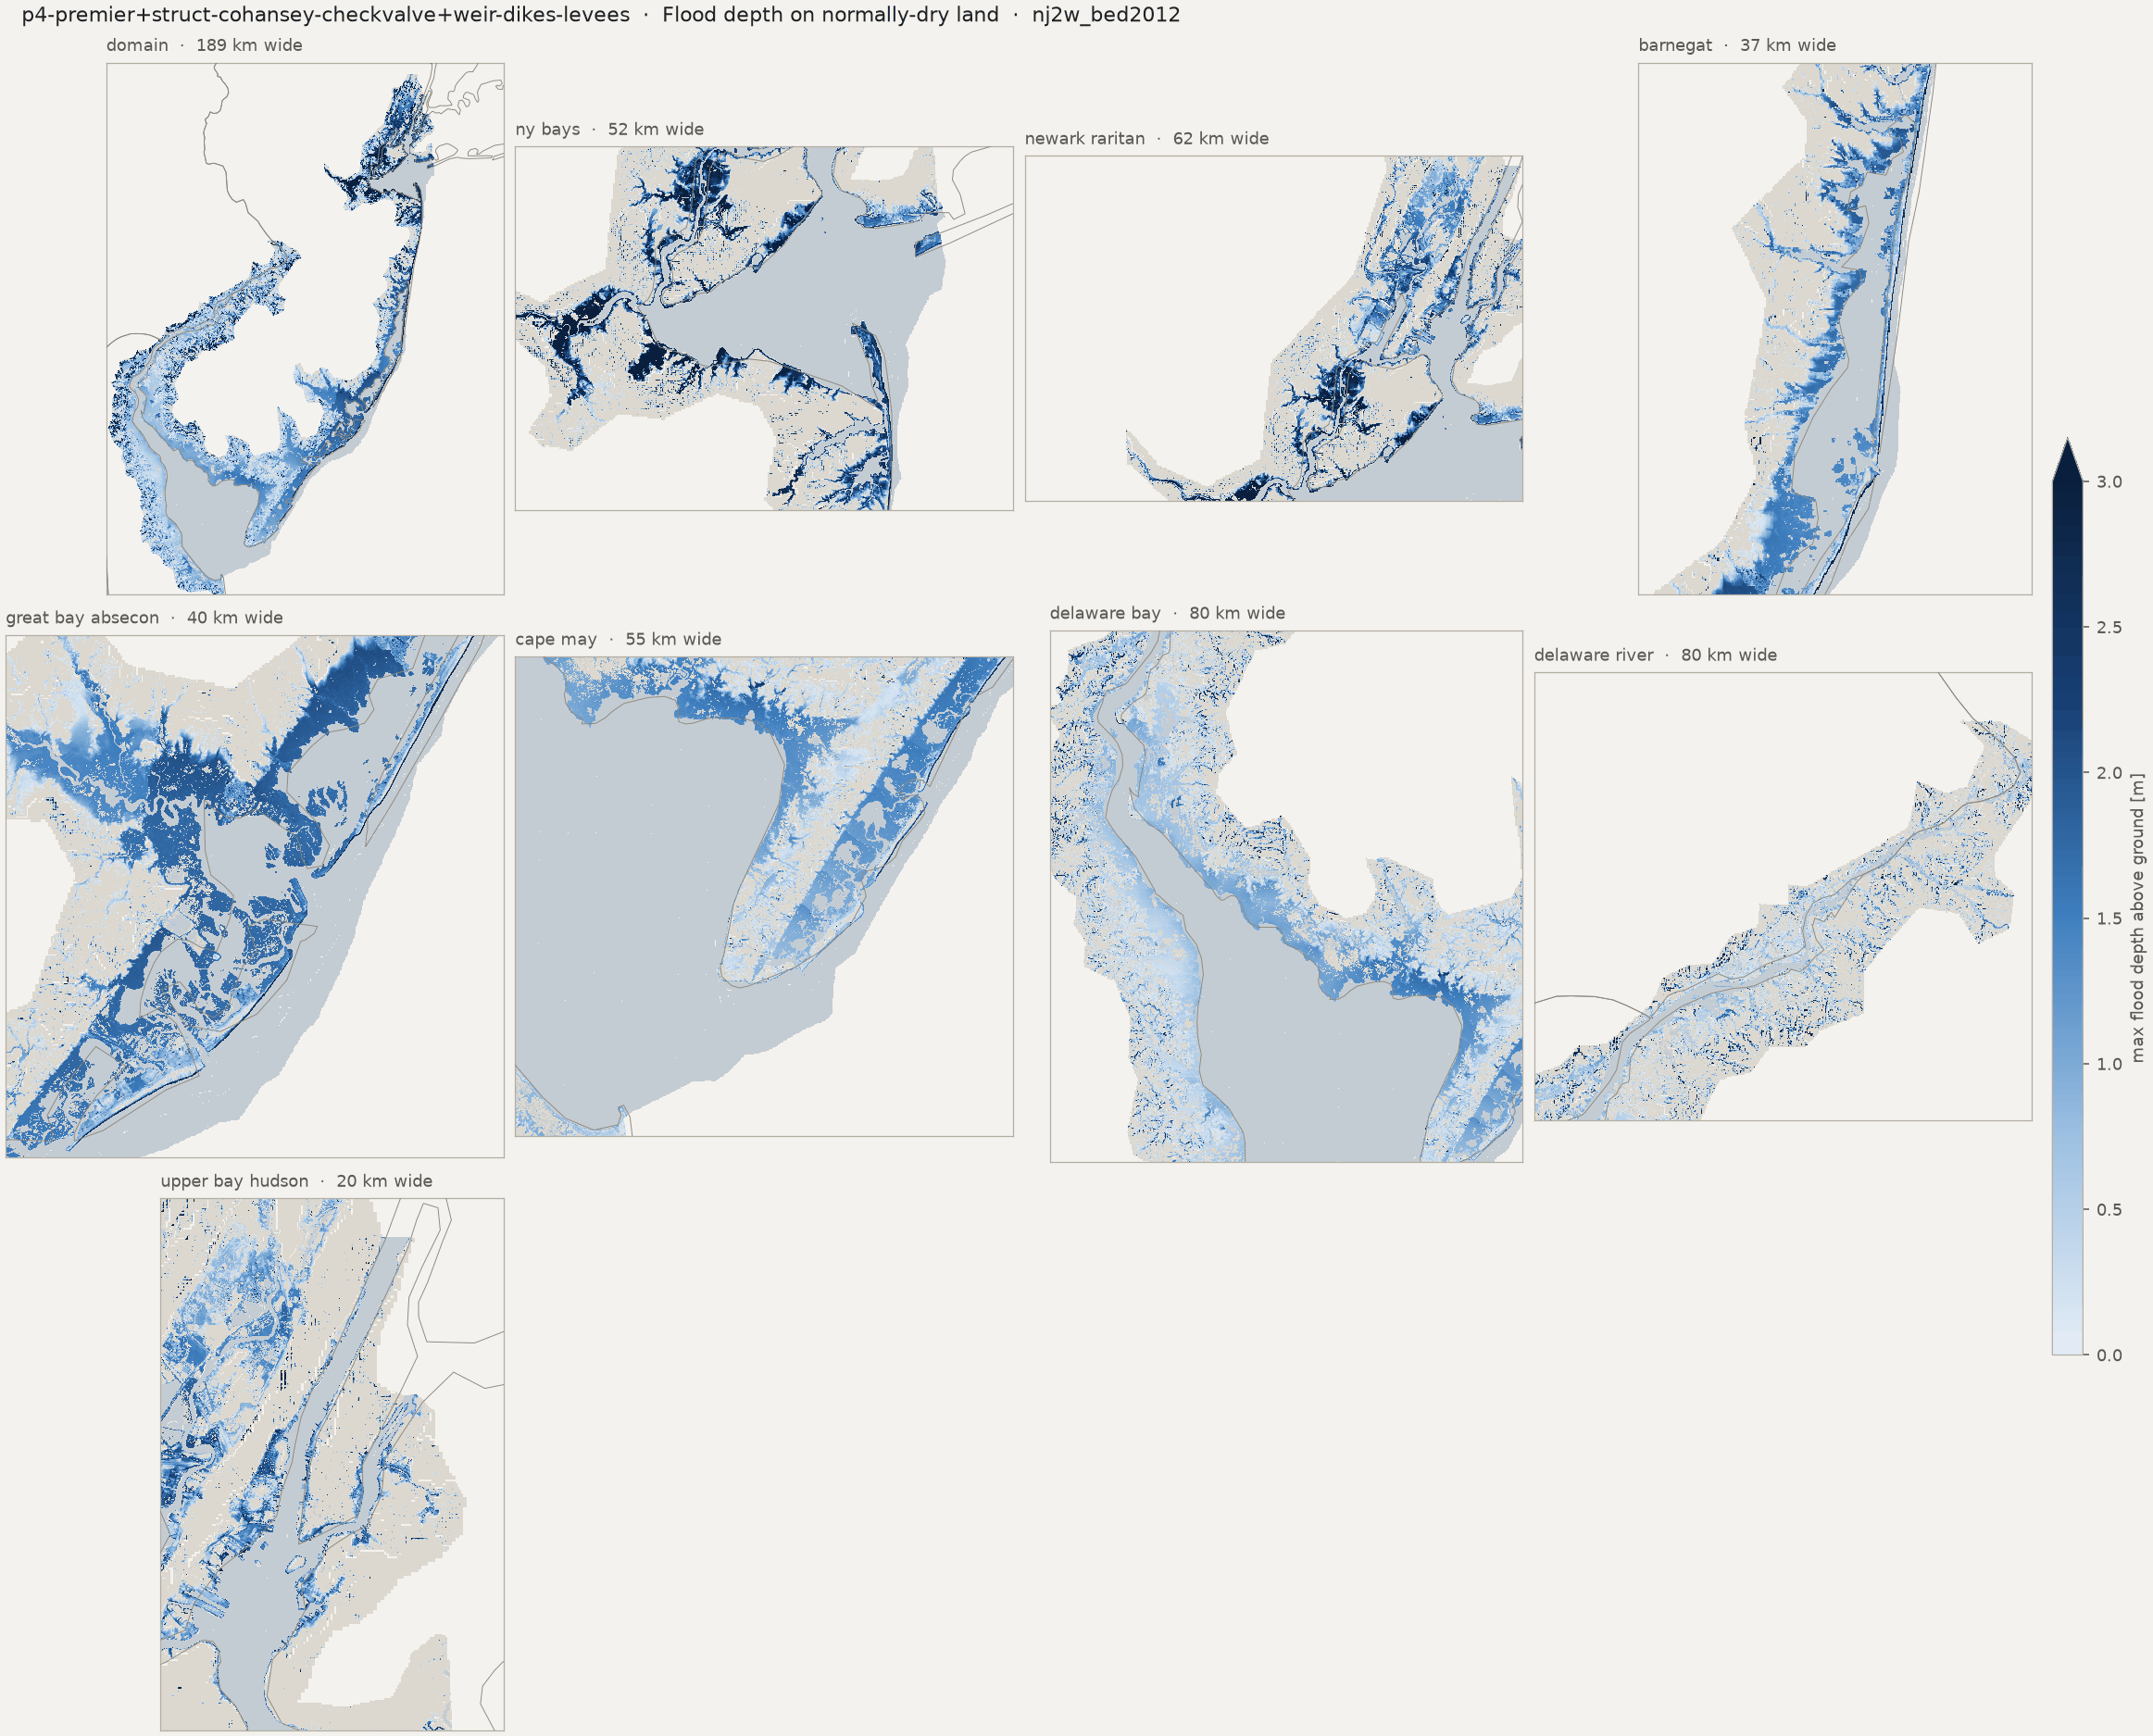 p4-premier+struct-cohansey-checkvalve+weir-dikes-levees · Flood depth on normally-dry land · nj2w_bed2012
domain · 189 km wide
ny bays · 52 km wide
newark raritan · 62 km wide
barnegat · 37 km wide
great bay absecon · 40 km wide
cape may · 55 km wide
delaware bay · 80 km wide
delaware river · 80 km wide
upper bay hudson · 20 km wide
3.0
2.5
2.0
1.5
1.0
0.5
0.0
max flood depth above ground [m]